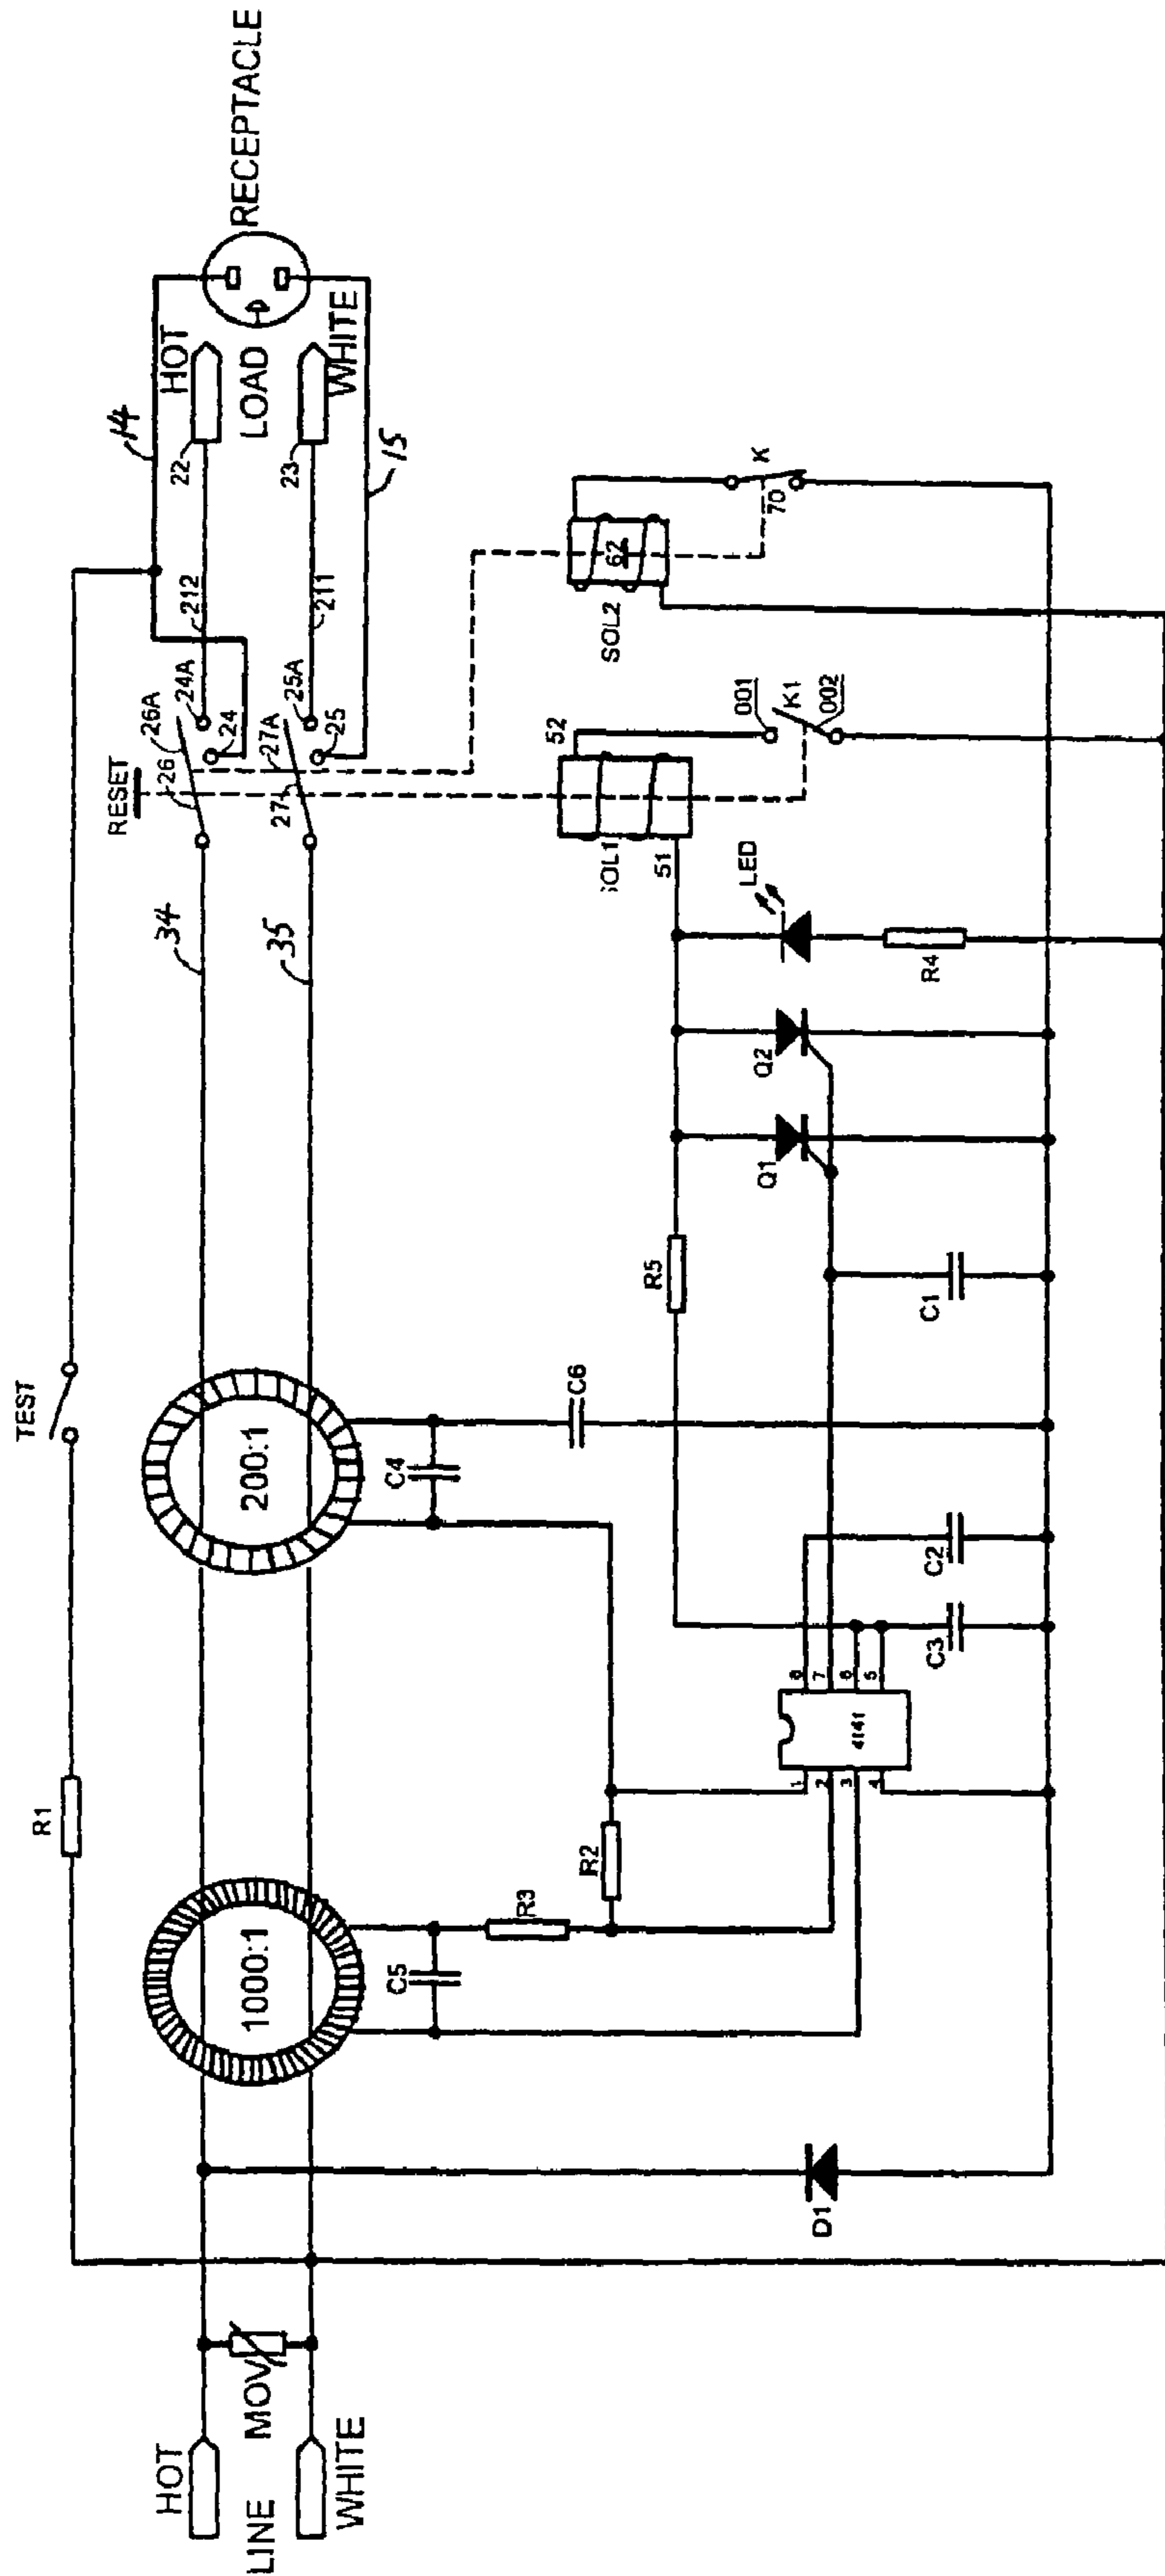 TEST
R1
RESET
14
RECEPTACLE
HOT
LINE
MOV
WHITE
1000:1
200:1
34
35
26
26A
24A
24
212
22
HOT
LOAD
27
27A
25A
25
211
23
WHITE
15
C5
R3
R2
C4
C6
R5
SOL2
62
K
70
OL1
51
52
K1
001
002
LED
R4
Q1
Q2
C1
C2
C3
4141
1
2
3
4
8
7
6
5
D1